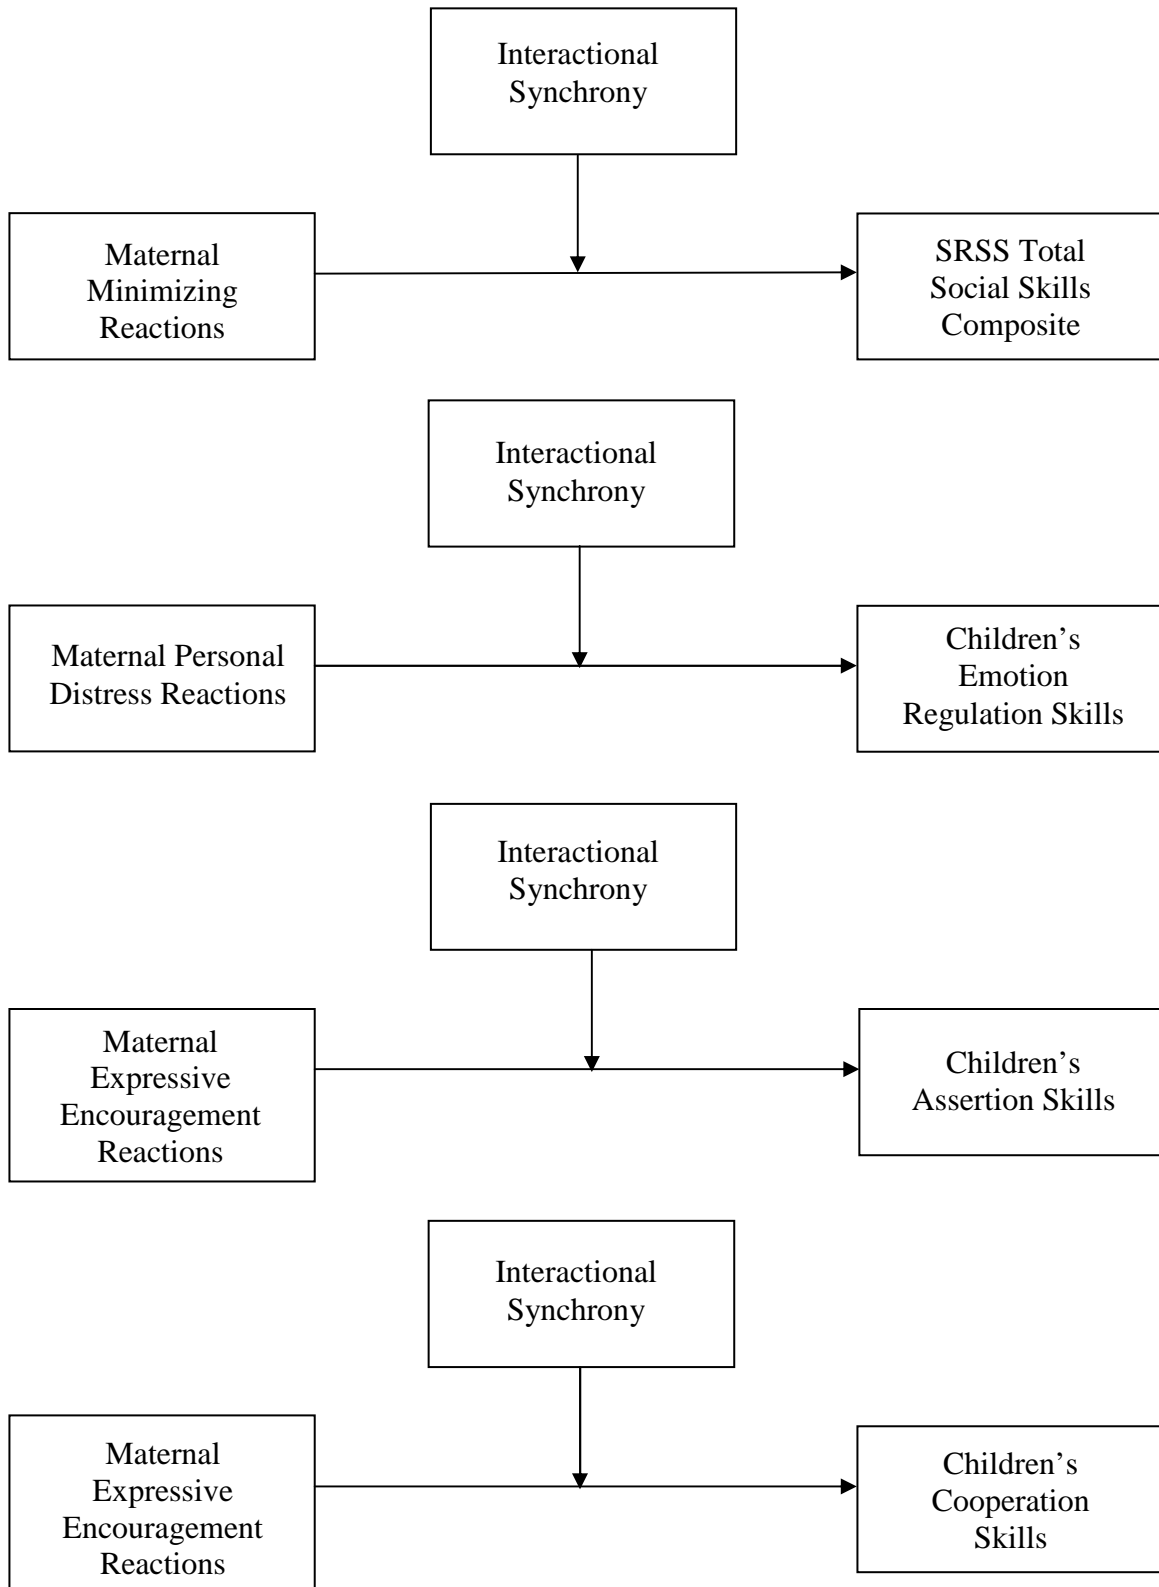 Interactional
Synchrony
Maternal
Minimizing
Reactions
SRSS Total
Social Skills
Composite
Interactional
Synchrony
Maternal Personal
Distress Reactions
Children’s
Emotion
Regulation Skills
Interactional
Synchrony
Maternal
Expressive
Encouragement
Reactions
Children’s
Assertion Skills
Interactional
Synchrony
Maternal
Expressive
Encouragement
Reactions
Children’s
Cooperation
Skills